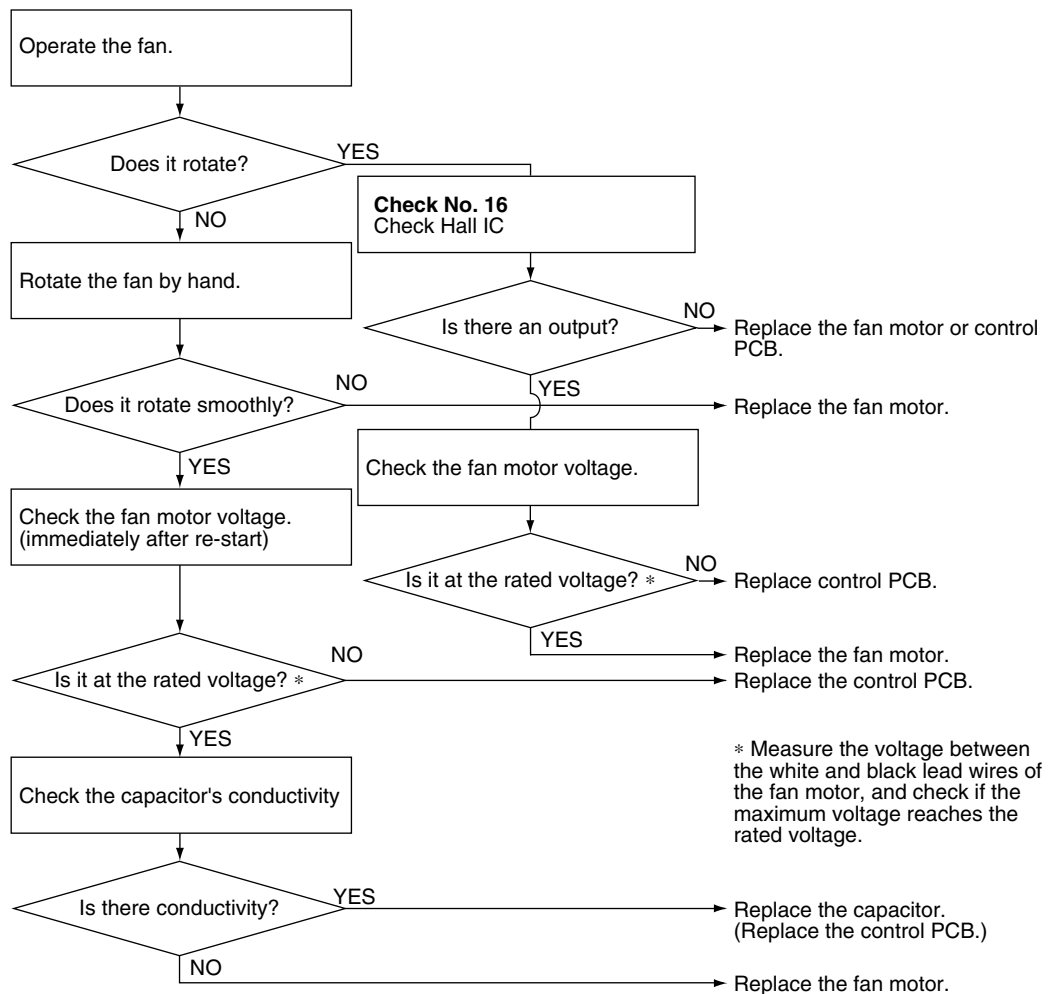 Operate the fan.
Does it rotate?
YES
NO
Check No. 16
Check Hall IC
Rotate the fan by hand.
Is there an output?
NO
Replace the fan motor or control
PCB.
YES
Does it rotate smoothly?
NO
Replace the fan motor.
YES
Check the fan motor voltage.
Check the fan motor voltage.
(immediately after re-start)
Is it at the rated voltage? *
NO
Replace control PCB.
YES
Replace the fan motor.
Is it at the rated voltage? *
NO
Replace the control PCB.
YES
* Measure the voltage between
the white and black lead wires of
the fan motor, and check if the
maximum voltage reaches the
rated voltage.
Check the capacitor's conductivity
Is there conductivity?
YES
Replace the capacitor.
(Replace the control PCB.)
NO
Replace the fan motor.